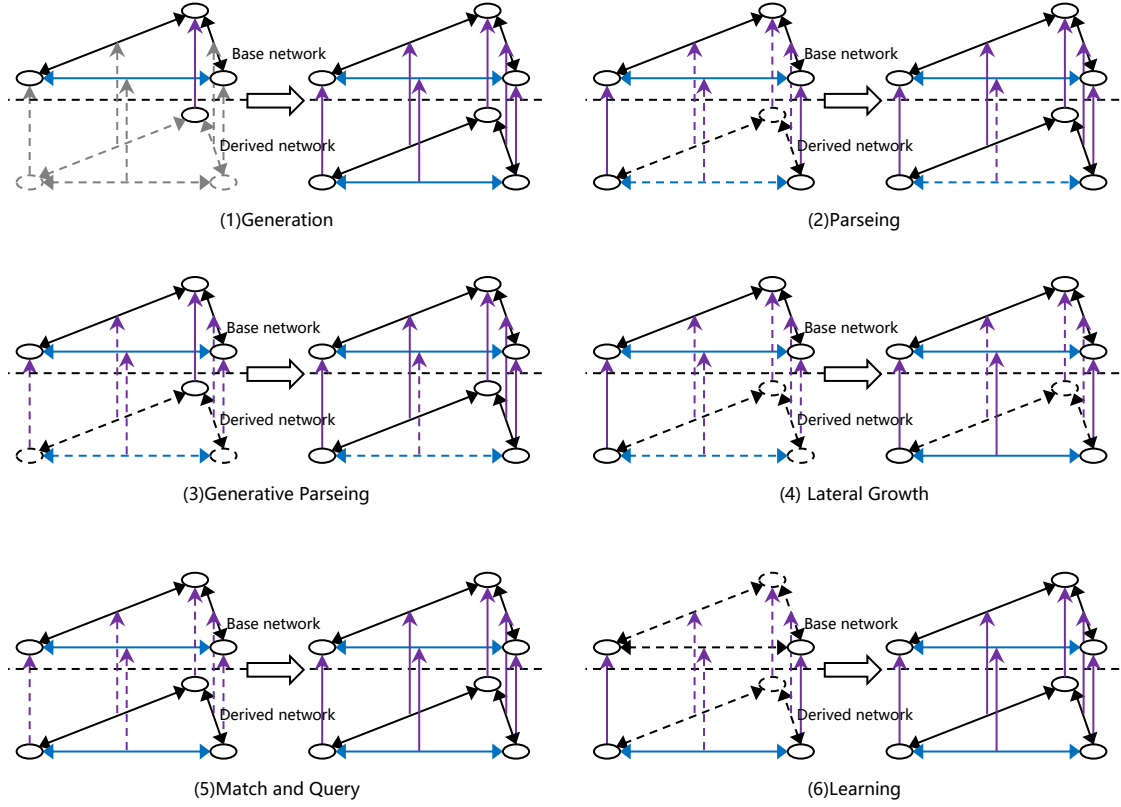 Base network
Derived network
(1)Generation
Base network
Derived network
(2)Parseing
Base network
Derived network
(3)Generative Parseing
Base network
Derived network
(4) Lateral Growth
Base network
Derived network
(5)Match and Query
Base network
Derived network
(6)Learning